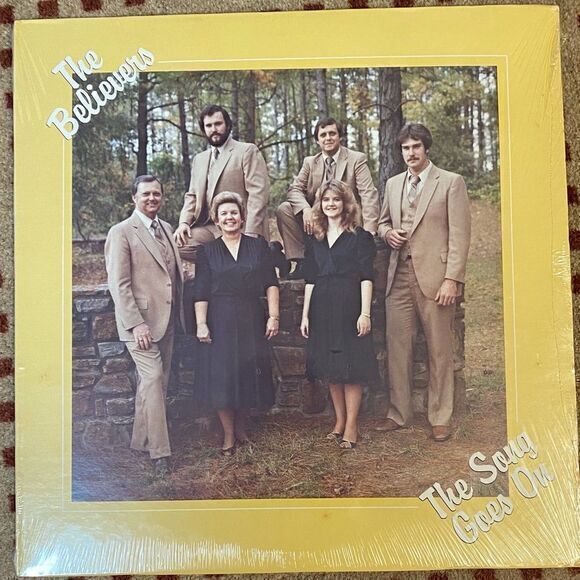 The
Believers
The Song
Goes On